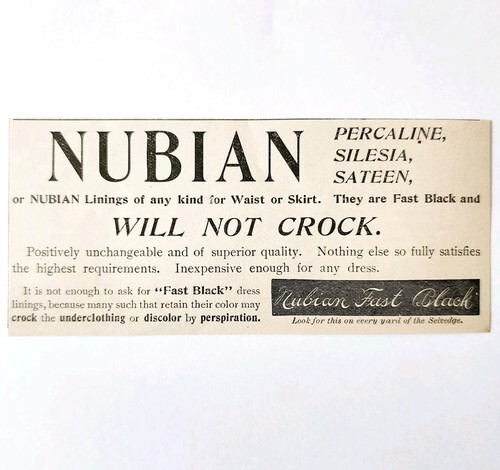 NUBIAN
PERCALINE,
SILESIA,
SATEEN,
or NUBIAN Linings of any kind for Waist or Skirt. They are Fast Black and
WILL NOT CROCK.
Positively unchangeable and of superior quality. Nothing else so fully satisfies
the highest requirements. Inexpensive enough for any dress.
It is not enough to ask for “Fast Black” dress
linings, because many such that retain their color may
crock the underclothing or discolor by perspiration.
Nubian Fast Black
Look for this on every yard of the Selvedge.